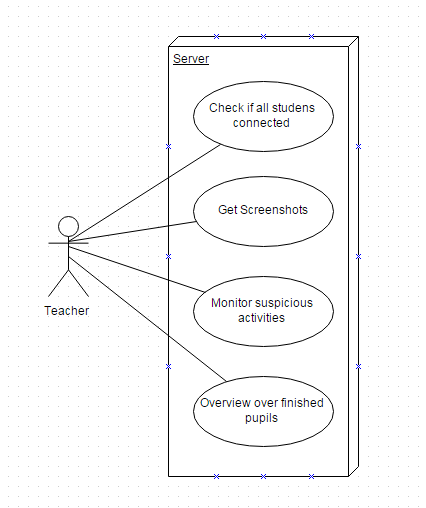 Server
Check if all studens
connected
Get Screenshots
Monitor suspicious
activities
Teacher
Overview over finished
pupils